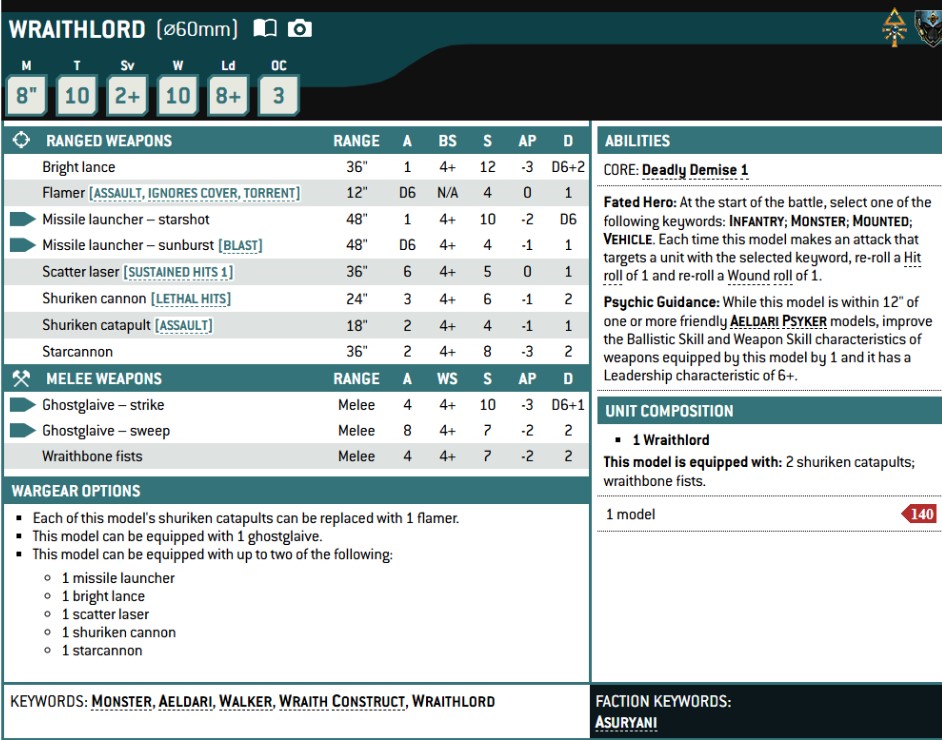 WRAITHLORD (⌀60mm)
M T Sv W Ld OC
8" 10 2+ 10 8+ 3
RANGED WEAPONS RANGE A BS S AP D
Bright lance 36" 1 4+ 12 -3 D6+2
Flamer [ASSAULT, IGNORES COVER, TORRENT] 12" D6 N/A 4 0 1
Missile launcher – starshot 48" 1 4+ 10 -2 D6
Missile launcher – sunburst [BLAST] 48" D6 4+ 4 -1 1
Scatter laser [SUSTAINED HITS 1] 36" 6 4+ 5 0 1
Shuriken cannon [LETHAL HITS] 24" 3 4+ 6 -1 2
Shuriken catapult [ASSAULT] 18" 2 4+ 4 -1 1
Starcannon 36" 2 4+ 8 -3 2
MELEE WEAPONS RANGE A WS S AP D
Ghostglaive – strike Melee 4 4+ 10 -3 D6+1
Ghostglaive – sweep Melee 8 4+ 7 -2 2
Wraithbone fists Melee 4 4+ 7 -2 2
WARGEAR OPTIONS
▪ Each of this model's shuriken catapults can be replaced with 1 flamer.
▪ This model can be equipped with 1 ghostglaive.
▪ This model can be equipped with up to two of the following:
◦ 1 missile launcher
◦ 1 bright lance
◦ 1 scatter laser
◦ 1 shuriken cannon
◦ 1 starcannon
ABILITIES
CORE: Deadly Demise 1
Fated Hero: At the start of the battle, select one of the
following keywords: INFANTRY; MONSTER; MOUNTED;
VEHICLE. Each time this model makes an attack that
targets a unit with the selected keyword, re-roll a Hit
roll of 1 and re-roll a Wound roll of 1.
Psychic Guidance: While this model is within 12" of
one or more friendly AELDARI PSYKER models, improve
the Ballistic Skill and Weapon Skill characteristics of
weapons equipped by this model by 1 and it has a
Leadership characteristic of 6+.
UNIT COMPOSITION
▪ 1 Wraithlord
This model is equipped with: 2 shuriken catapults;
wraithbone fists.
1 model 140
KEYWORDS: MONSTER, AELDARI, WALKER, WRAITH CONSTRUCT, WRAITHLORD
FACTION KEYWORDS:
ASURYANI